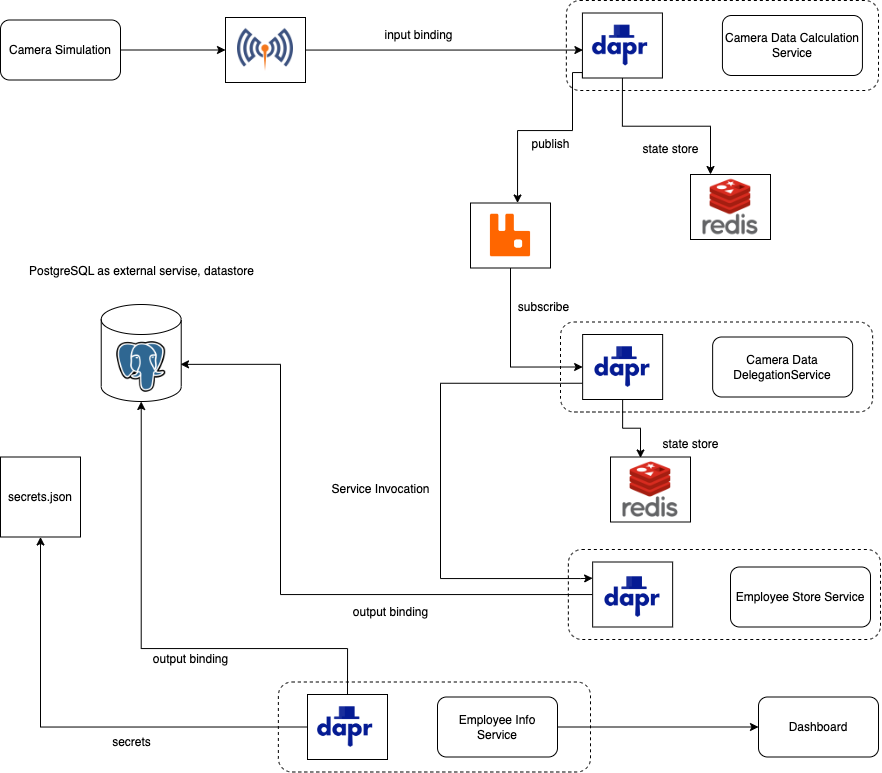 Camera Simulation
input binding
dapr
Camera Data Calculation
Service
publish
state store
redis
PostgreSQL as external servise, datastore
subscribe
dapr
Camera Data
DelegationService
state store
redis
secrets.json
Service Invocation
dapr
Employee Store Service
output binding
output binding
dapr
Employee Info
Service
Dashboard
secrets